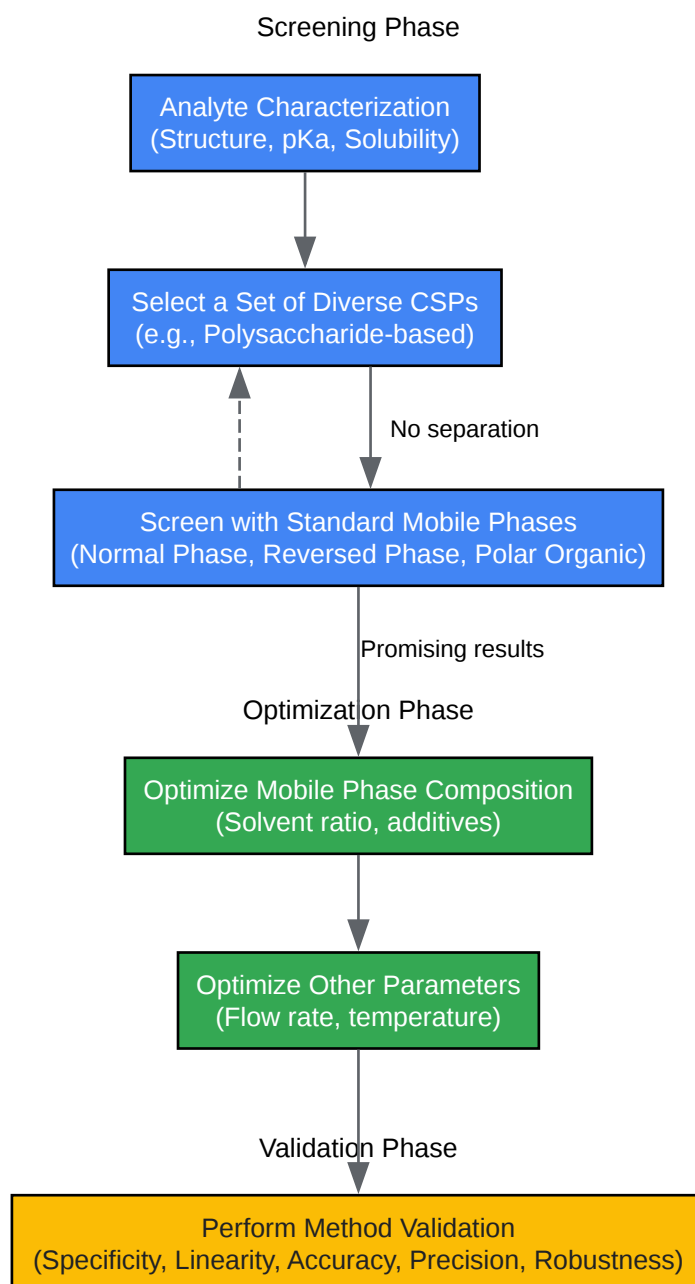 Screening Phase
Analyte Characterization
(Structure, pKa, Solubility)
Select a Set of Diverse CSPs
(e.g., Polysaccharide-based)
No separation
Screen with Standard Mobile Phases
(Normal Phase, Reversed Phase, Polar Organic)
Promising results
Optimization Phase
Optimize Mobile Phase Composition
(Solvent ratio, additives)
Optimize Other Parameters
(Flow rate, temperature)
Validation Phase
Perform Method Validation
(Specificity, Linearity, Accuracy, Precision, Robustness)